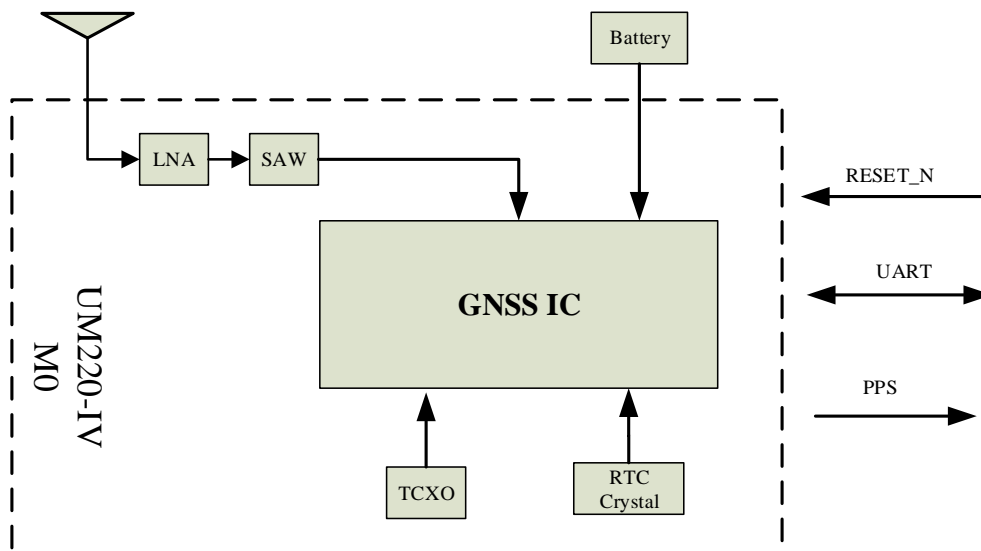 Battery
LNA
SAW
RESET_N
GNSS IC
UART
UM220-IV
M0
PPS
TCXO
RTC
Crystal